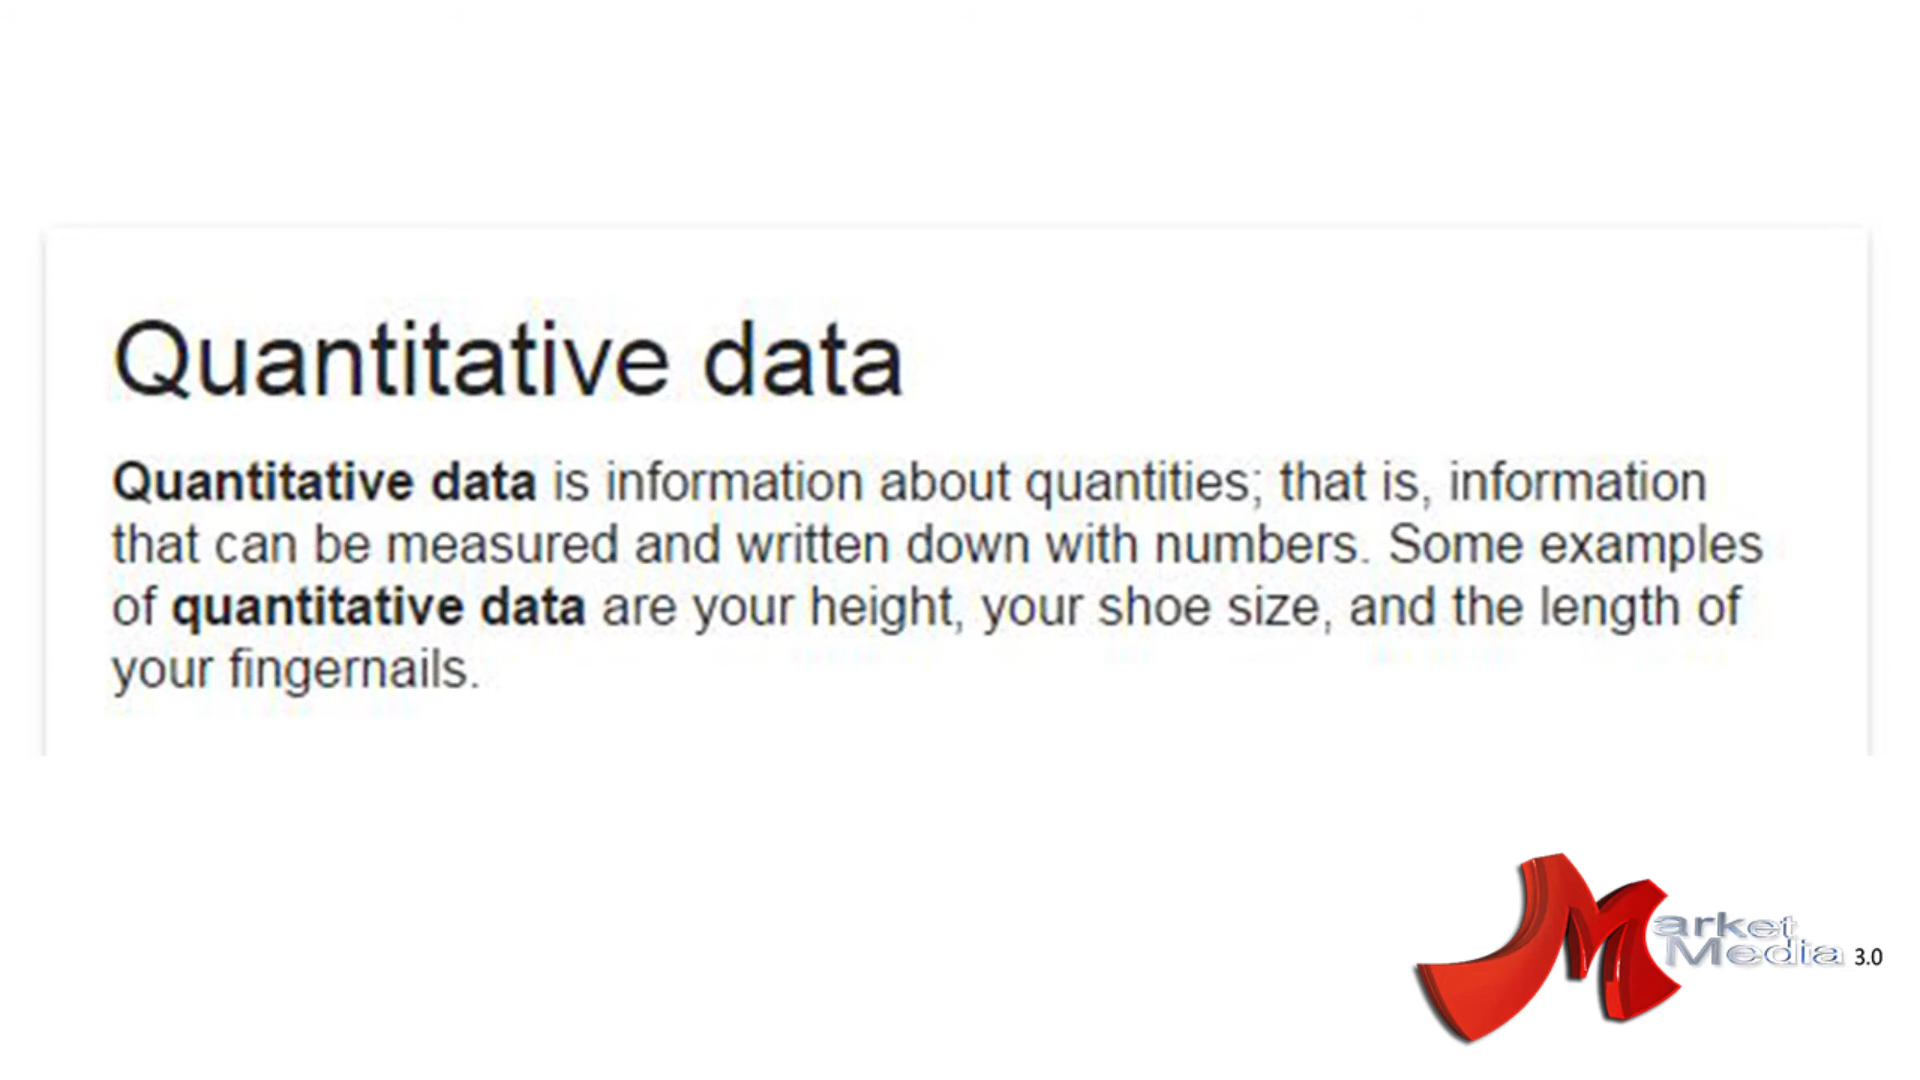 Quantitative data
Quantitative data is information about quantities; that is, information
that can be measured and written down with numbers. Some examples
of quantitative data are your height, your shoe size, and the length of
your fingernails.
Market
Media 3.0